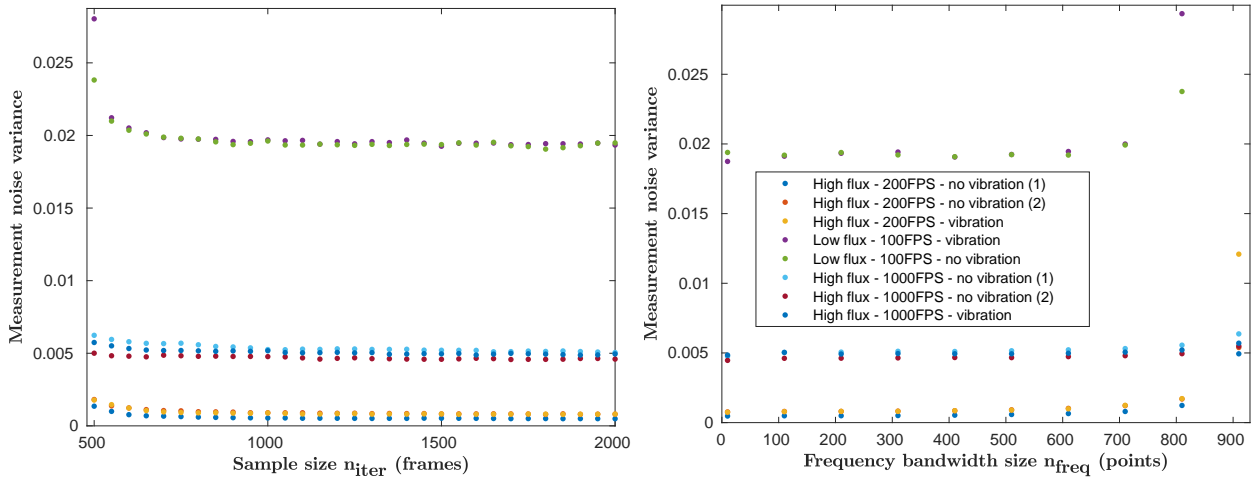 Measurement noise variance
0.025
0.02
0.015
0.01
0.005
0
500
1000
1500
2000
Sample size n_iter (frames)
Measurement noise variance
0.025
0.02
0.015
0.01
0.005
0
0
100
200
300
400
500
600
700
800
900
Frequency bandwidth size n_freq (points)
High flux - 200FPS - no vibration (1)
High flux - 200FPS - no vibration (2)
High flux - 200FPS - vibration
Low flux - 100FPS - vibration
Low flux - 100FPS - no vibration
High flux - 1000FPS - no vibration (1)
High flux - 1000FPS - no vibration (2)
High flux - 1000FPS - vibration